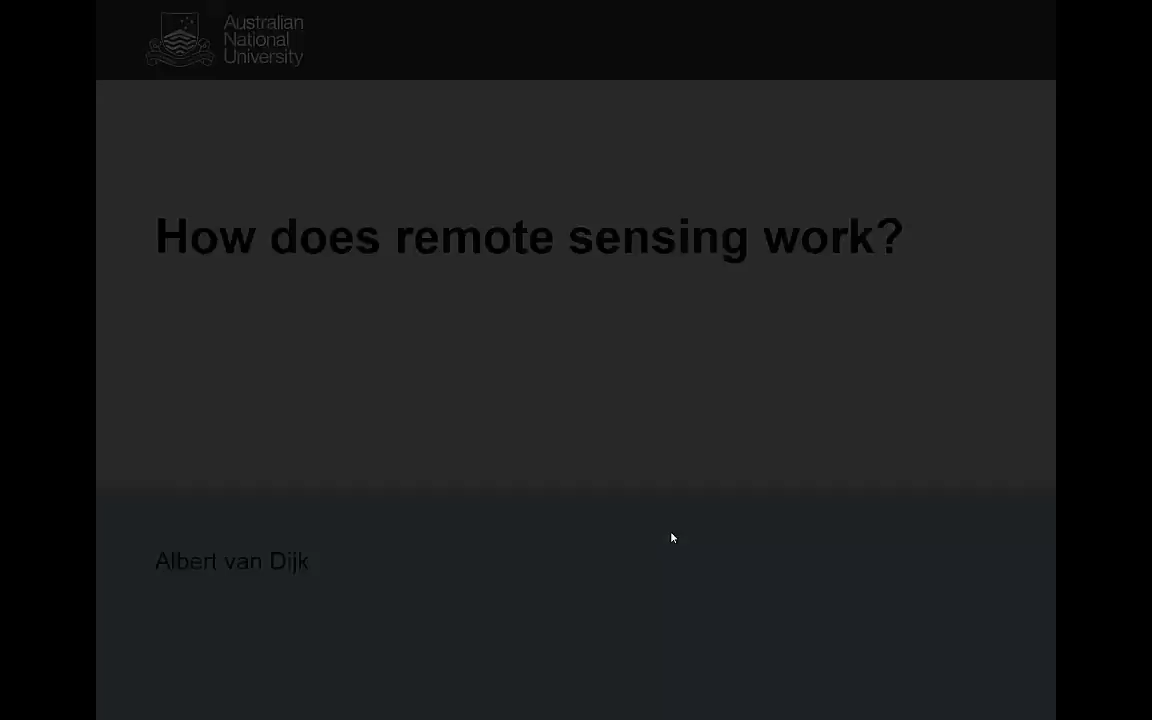 Australian
National
University
How does remote sensing work?
Albert van Dijk